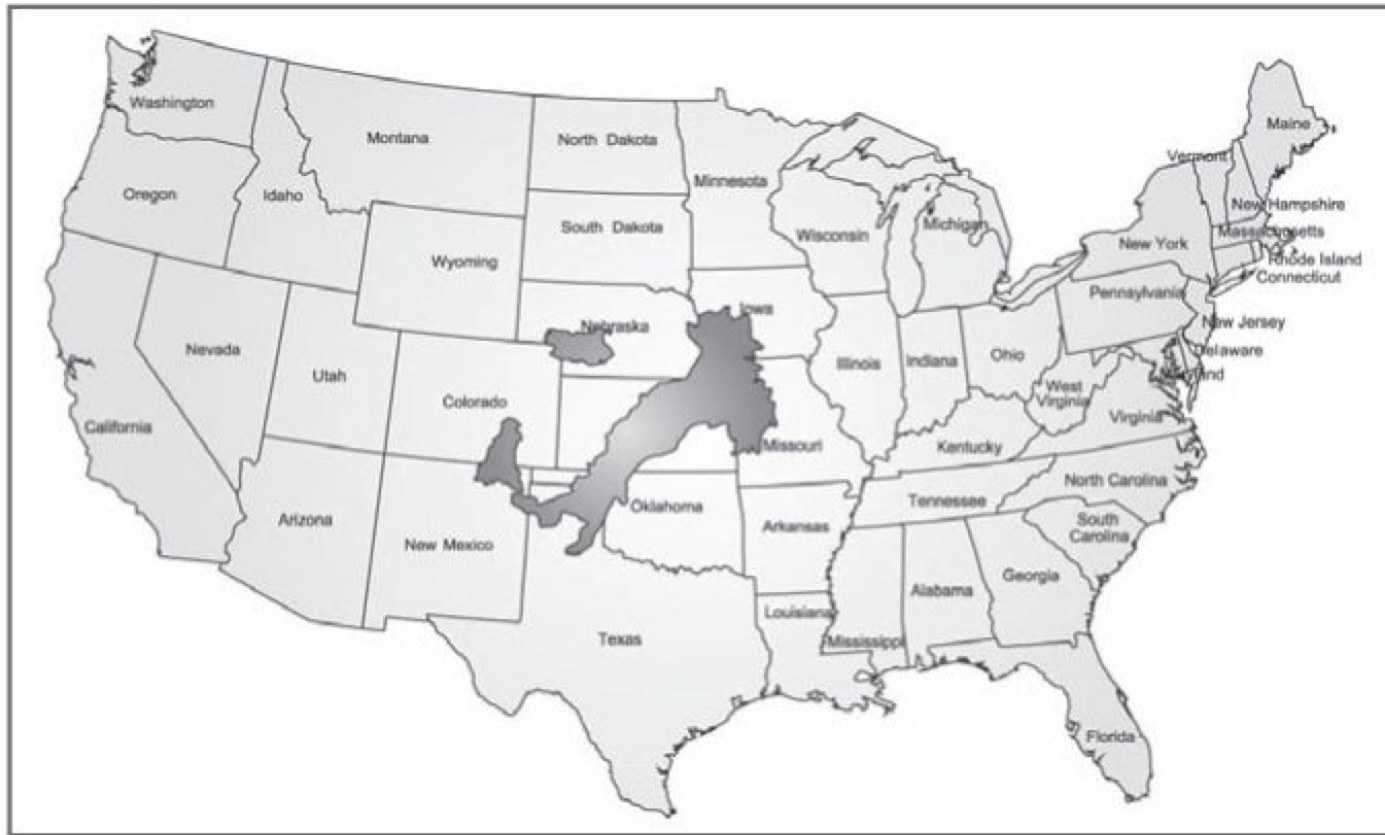 Washington
Montana
North Dakota
Minnesota
Maine
Vermont
Oregon
Idaho
South Dakota
Wisconsin
Michigan
New Hampshire
Massachusetts
New York
Rhode Island
Connecticut
Wyoming
Pennsylvania
Iowa
Nebraska
New Jersey
Nevada
Utah
Illinois
Indiana
Ohio
Delaware
Colorado
West
Virginia
California
Virginia
Missouri
Kentucky
North Carolina
Tennessee
Oklahoma
Arizona
Arkansas
South
Carolina
New Mexico
Georgia
Alabama
Louisiana
Texas
Mississippi
Florida